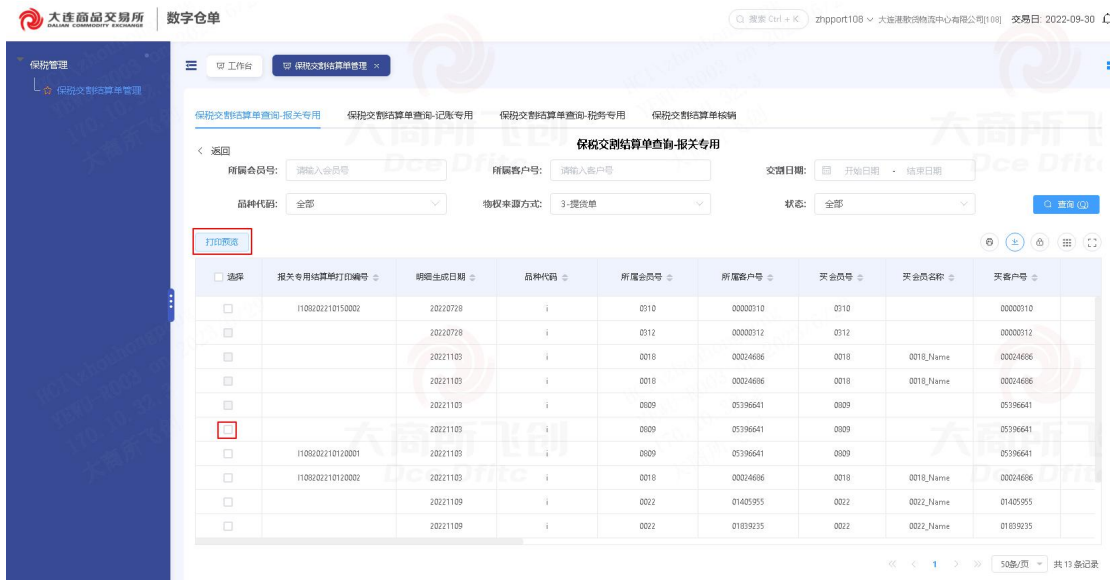 大连商品交易所 数字仓单 搜索 Ctrl + K zhpport108 大连港散货物流中心有限公司[108] 交易日: 2022-09-30
DALIAN COMMODITY EXCHANGE
保税管理
保税交割结算单管理
工作台 保税交割结算单管理 ×
保税交割结算单查询-报关专用 保税交割结算单查询-记账专用 保税交割结算单查询-税务专用 保税交割结算单核销
< 返回 保税交割结算单查询-报关专用
所属会员号: 请输入会员号 所属客户号: 请输入客户号 交割日期: 开始日期 - 结束日期
品种代码: 全部 物权来源方式: 3-提货单 状态: 全部 查询(Q)
打印预览
选择 报关专用结算单打印编号 明细生成日期 品种代码 所属会员号 所属客户号 买会员号 买会员名称 买客户号
I108202210150002 20220728 i 0310 00000310 0310 00000310
20220728 i 0312 00000312 0312 00000312
20221103 i 0018 00024686 0018 0018_Name 00024686
20221103 i 0018 00024686 0018 0018_Name 00024686
20221103 i 0809 05396641 0809 05396641
20221103 i 0809 05396641 0809 05396641
I108202210120001 20221103 i 0809 05396641 0809 05396641
I108202210120002 20221103 i 0018 00024686 0018 0018_Name 00024686
20221109 i 0022 01405955 0022 0022_Name 01405955
20221109 i 0022 01839235 0022 0022_Name 01839235
1 50条/页 共 13 条记录